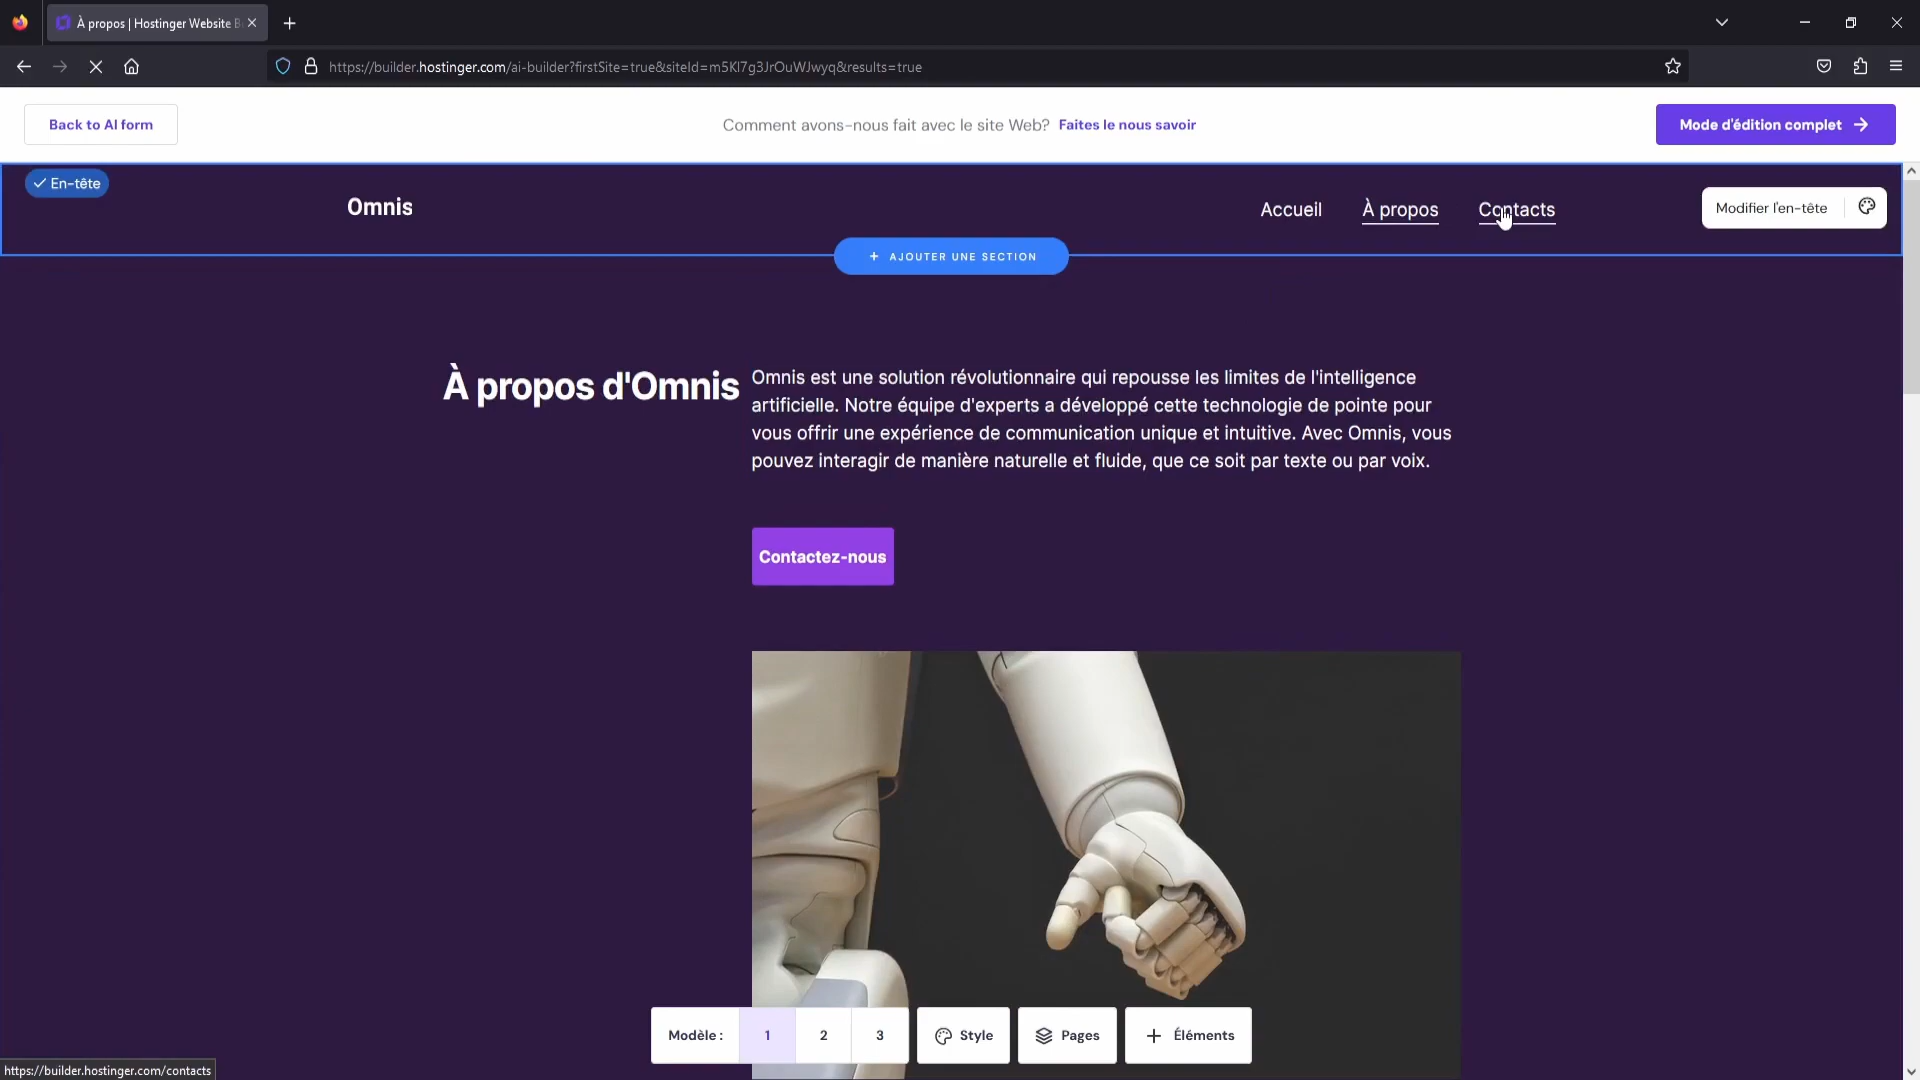 À propos | Hostinger Website B
https://builder.hostinger.com/ai-builder?firstSite=true&siteId=m5Kl7g3JrOuWJwyq&results=true
Back to AI form
Comment avons-nous fait avec le site Web? Faites le nous savoir
Mode d'édition complet
En-tête
Omnis
Accueil
À propos
Contacts
Modifier l'en-tête
+ AJOUTER UNE SECTION
À propos d'Omnis
Omnis est une solution révolutionnaire qui repousse les limites de l'intelligence
artificielle. Notre équipe d'experts a développé cette technologie de pointe pour
vous offrir une expérience de communication unique et intuitive. Avec Omnis, vous
pouvez interagir de manière naturelle et fluide, que ce soit par texte ou par voix.
Contactez-nous
Modèle : 1 2 3
Style
Pages
Éléments
https://builder.hostinger.com/contacts